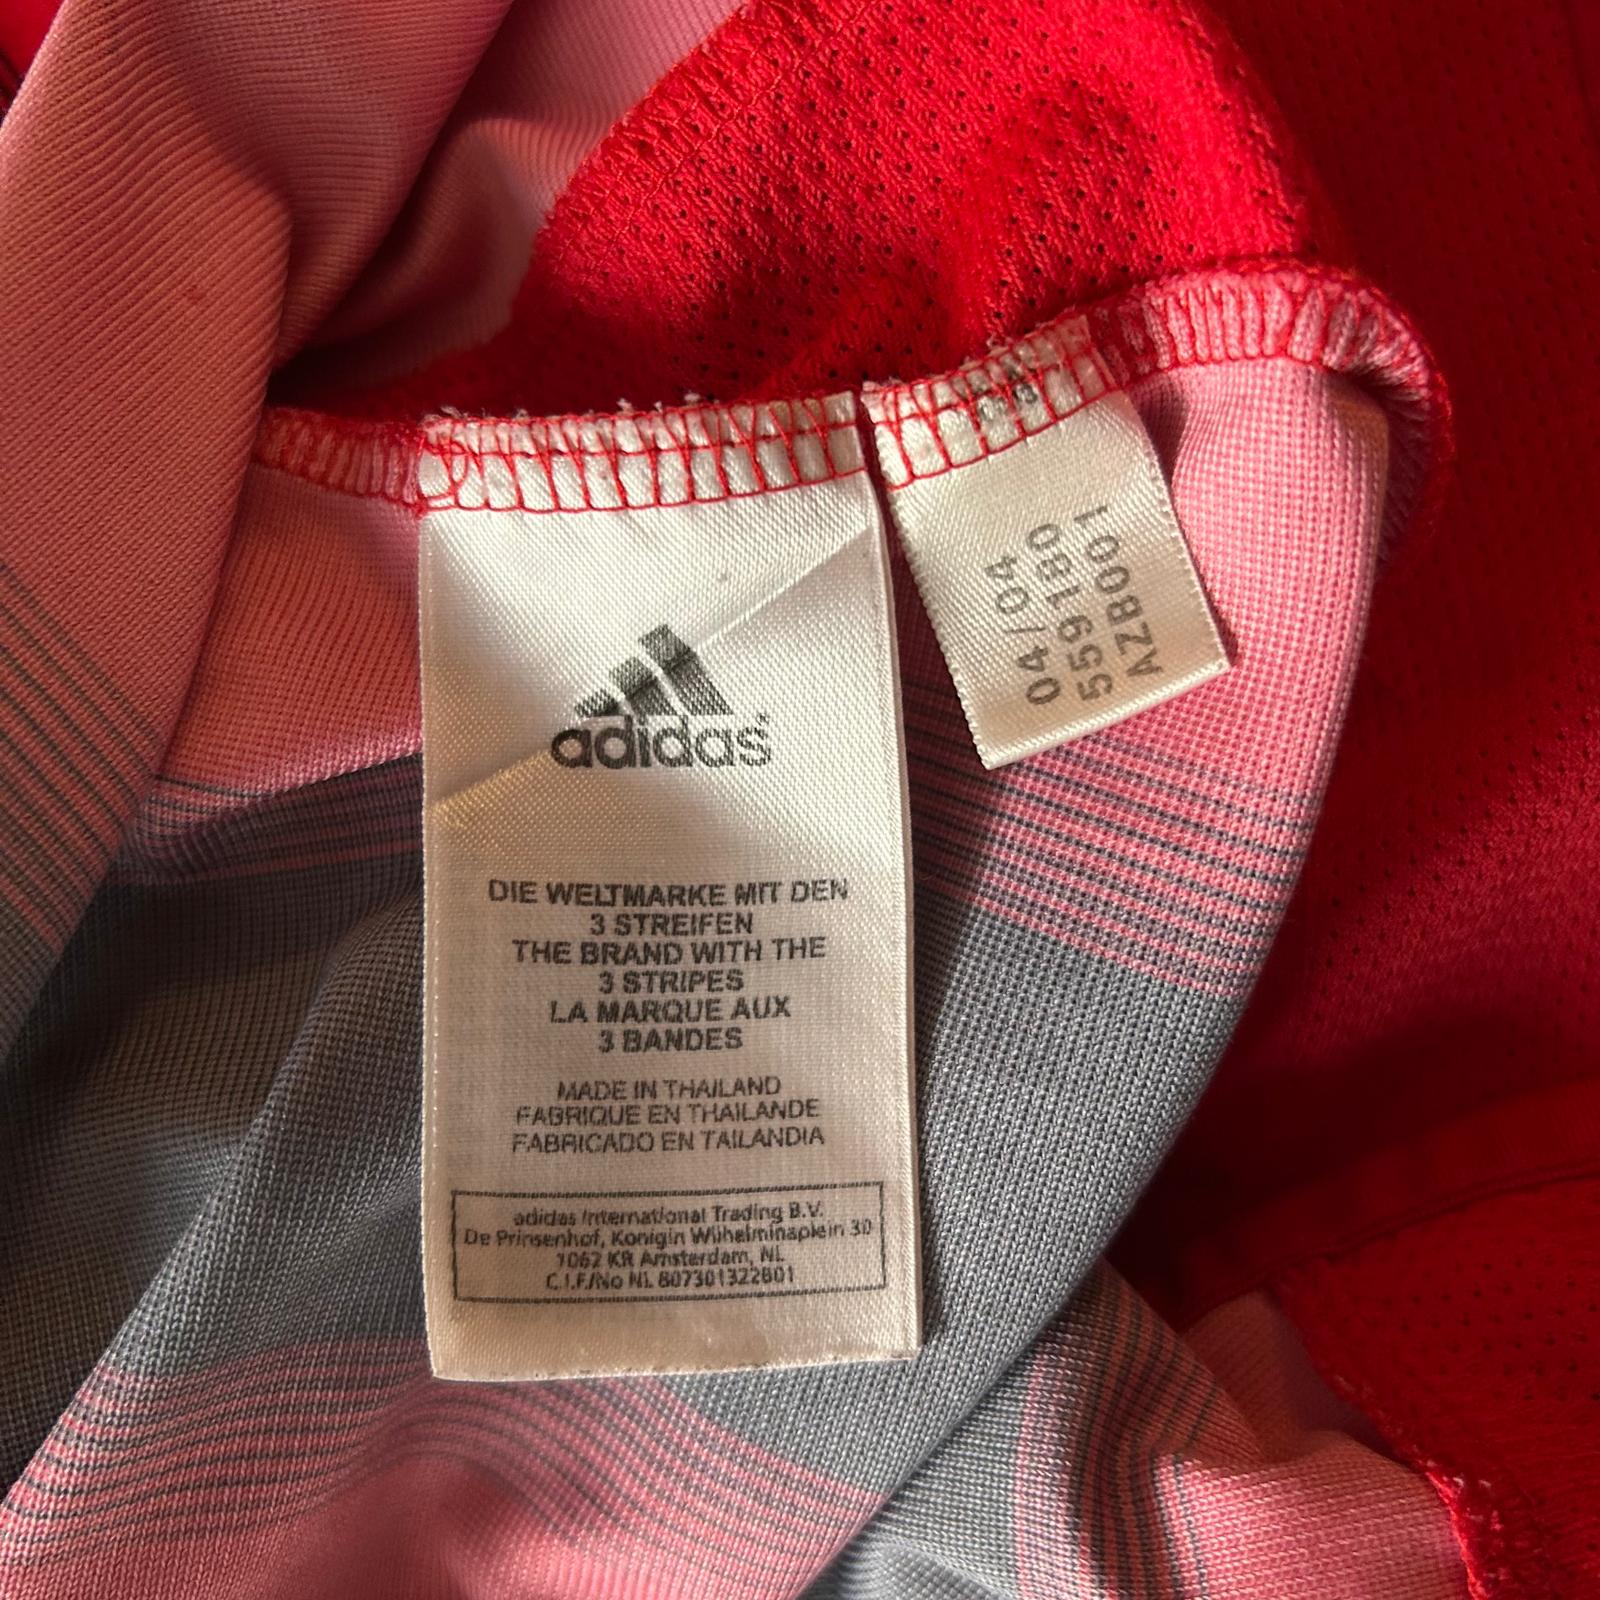 adidas
DIE WELTMARKE MIT DEN
3 STREIFEN
THE BRAND WITH THE
3 STRIPES
LA MARQUE AUX
3 BANDES
MADE IN THAILAND
FABRIQUE EN THAILANDE
FABRICADO EN TAILANDIA
adidas International Trading B.V.
De Prinsenhof, Konigin Wilhelminaplein 30
1062 KR Amsterdam, NL
C.I.F./No NL 807301322B01
04/04
559180
AZB001